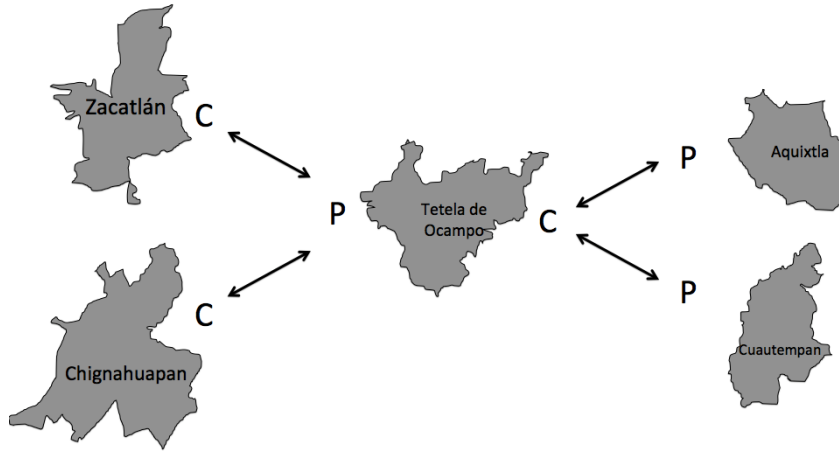 Zacatlán
C
P
Tetela de
Ocampo
C
P
Aquixtla
P
Cuautempan
C
Chignahuapan